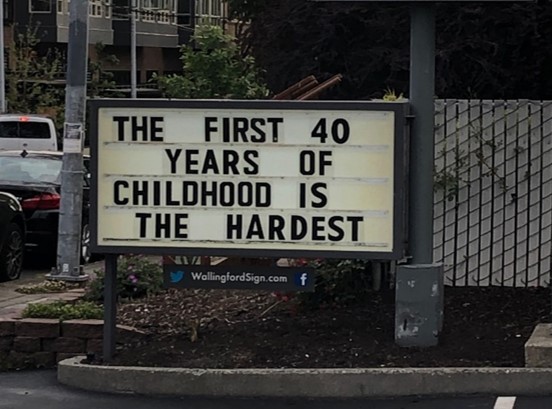 THE FIRST 40
YEARS OF
CHILDHOOD IS
THE HARDEST
WallingfordSign.com f